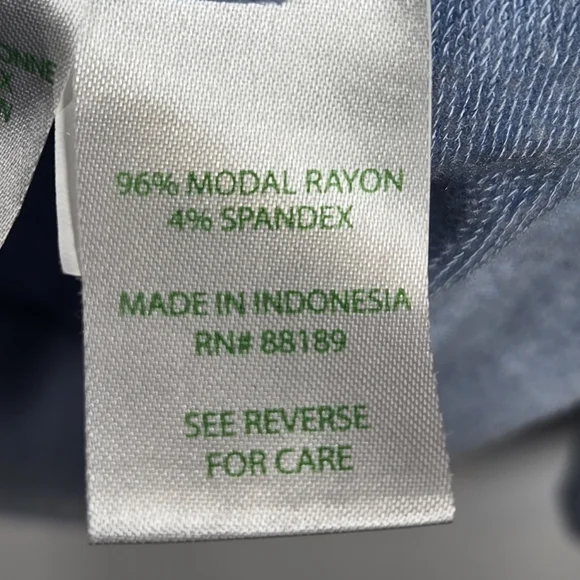 96% MODAL RAYON
4% SPANDEX
MADE IN INDONESIA
RN# 88189
SEE REVERSE
FOR CARE